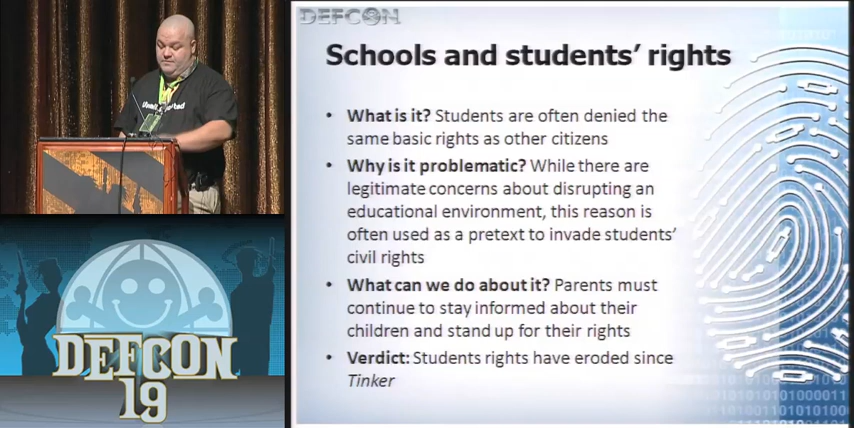 DEFCON
Schools and students' rights
• What is it? Students are often denied the
same basic rights as other citizens
• Why is it problematic? While there are
legitimate concerns about disrupting an
educational environment, this reason is
often used as a pretext to invade students'
civil rights
• What can we do about it? Parents must
continue to stay informed about their
children and stand up for their rights
• Verdict: Students rights have eroded since
Tinker
DEFCON
19